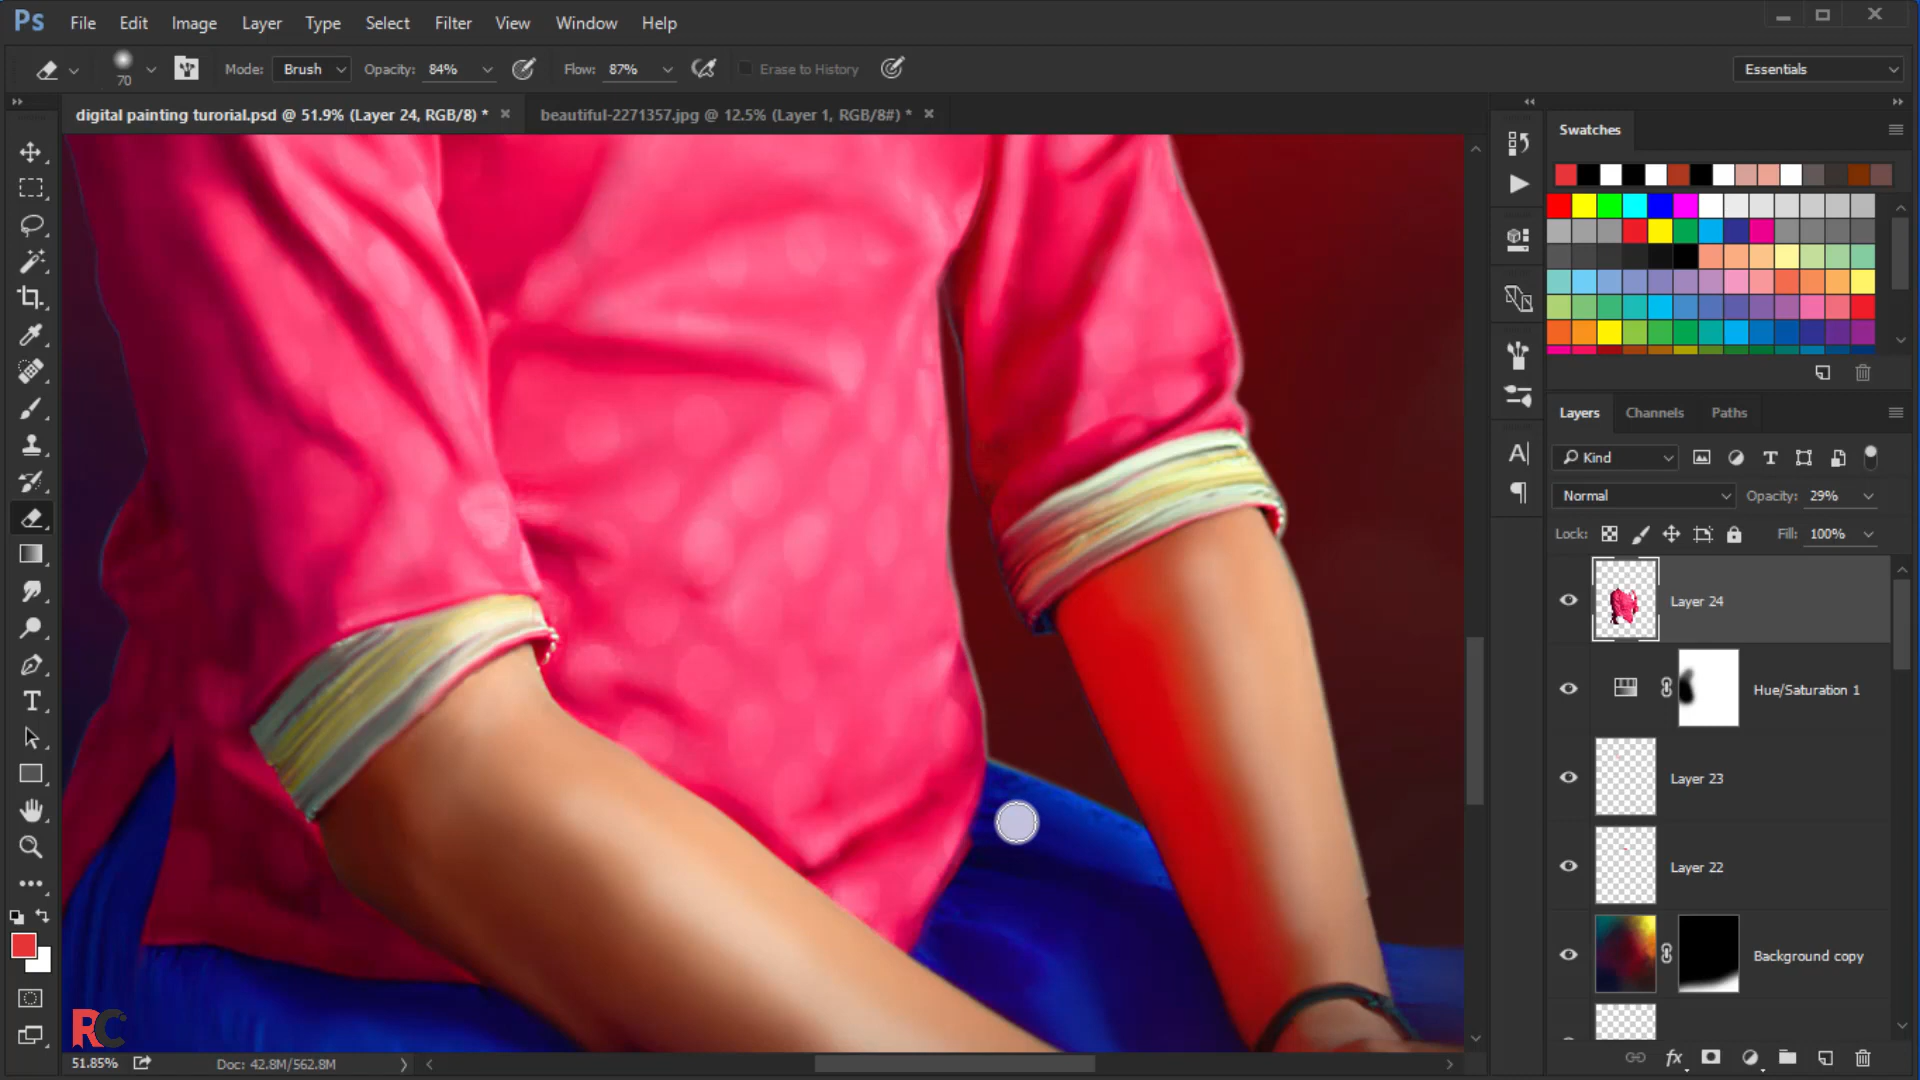 Ps File Edit Image Layer Type Select Filter View Window Help
70 Mode: Brush Opacity: 84% Flow: 87% Erase to History Essentials
digital painting turorial.psd @ 51.9% (Layer 24, RGB/8) * × beautiful-2271357.jpg @ 12.5% (Layer 1, RGB/8#) * ×
Swatches
Layers Channels Paths
Kind
Normal Opacity: 29%
Lock: Fill: 100%
Layer 24
Hue/Saturation 1
Layer 23
Layer 22
Background copy
RC
51.85% Doc: 42.8M/562.8M